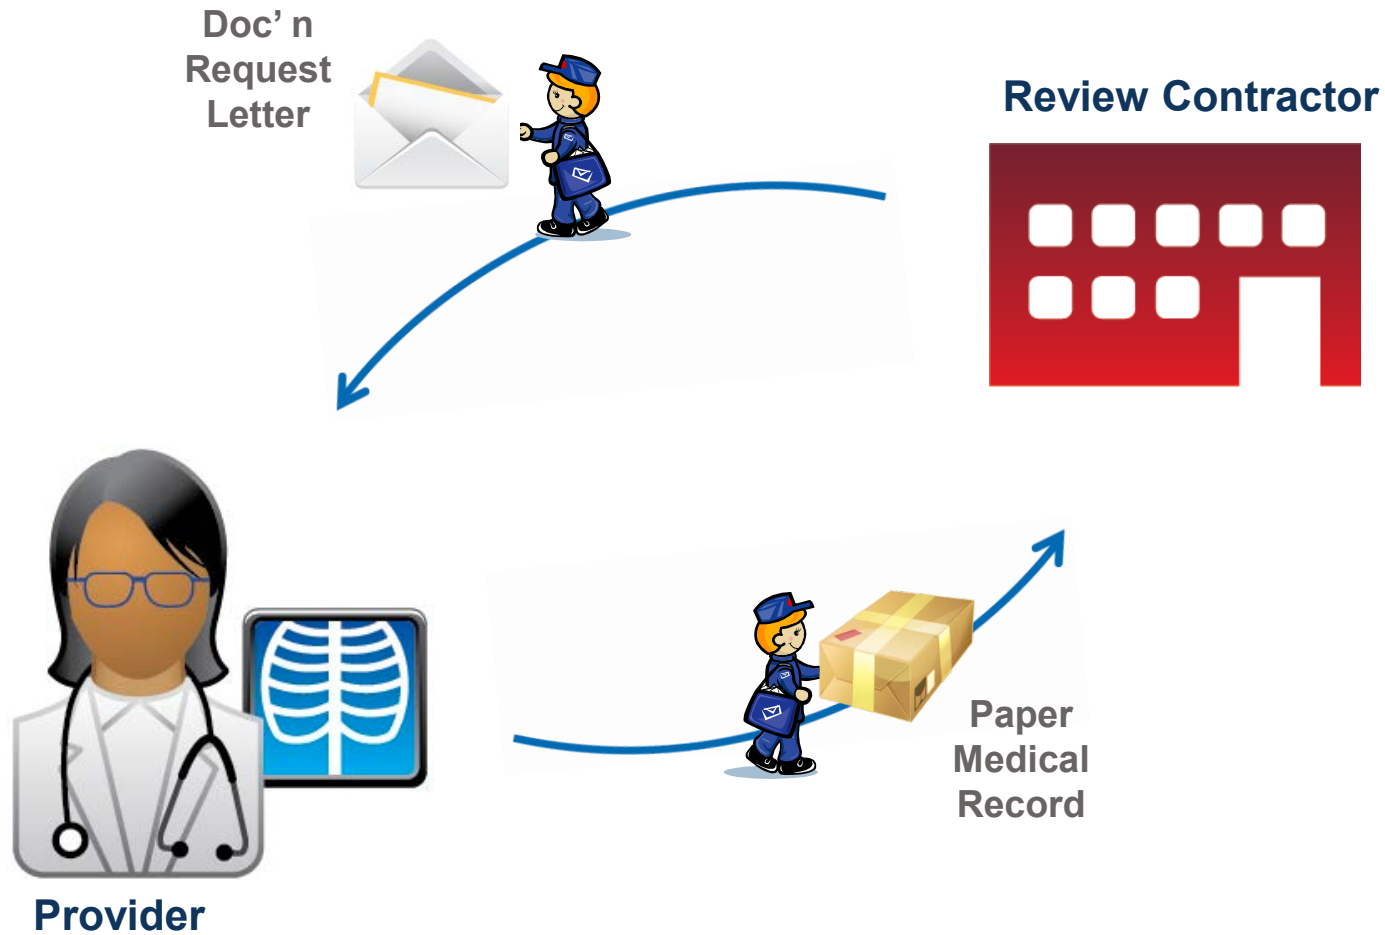 Doc’ n
Request
Letter
Review Contractor
Paper
Medical
Record
Provider